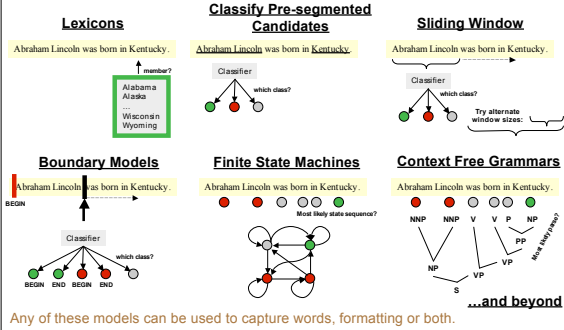 Lexicons
Abraham Lincoln was born in Kentucky.
member?
Alabama
Alaska
…
Wisconsin
Wyoming
Classify Pre-segmented
Candidates
Abraham Lincoln was born in Kentucky.
Classifier
which class?
Sliding Window
Abraham Lincoln was born in Kentucky.
Classifier
which class?
Try alternate
window sizes:
Boundary Models
Abraham Lincoln was born in Kentucky.
BEGIN
Classifier
which class?
BEGIN END BEGIN END
Finite State Machines
Abraham Lincoln was born in Kentucky.
Most likely state sequence?
Context Free Grammars
Abraham Lincoln was born in Kentucky.
NNP NNP V V P NP
Most likely parse?
PP
VP
NP
VP
S
…and beyond
Any of these models can be used to capture words, formatting or both.